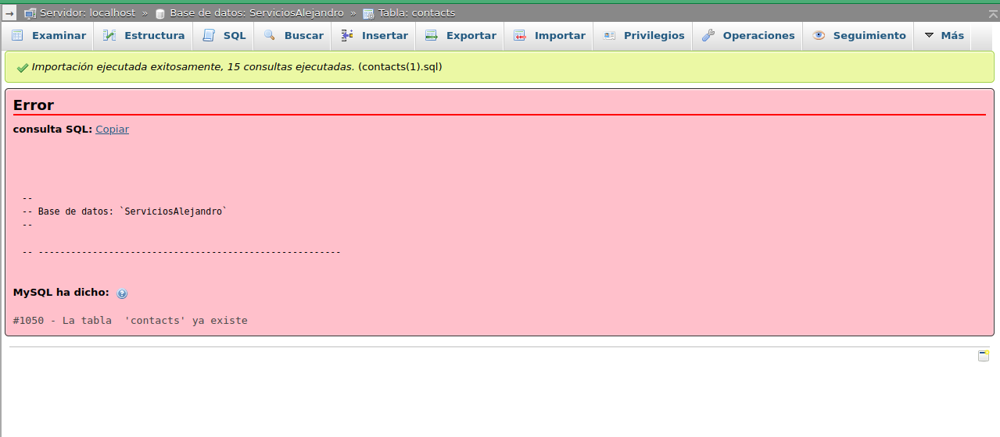 → Servidor: localhost » Base de datos: ServiciosAlejandro » Tabla: contacts
Examinar Estructura SQL Buscar Insertar Exportar Importar Privilegios Operaciones Seguimiento Más
Importación ejecutada exitosamente, 15 consultas ejecutadas. (contacts(1).sql)
Error
consulta SQL: Copiar
--
-- Base de datos: `ServiciosAlejandro`
--
-- --------------------------------------------------------
MySQL ha dicho:
#1050 - La tabla  'contacts' ya existe